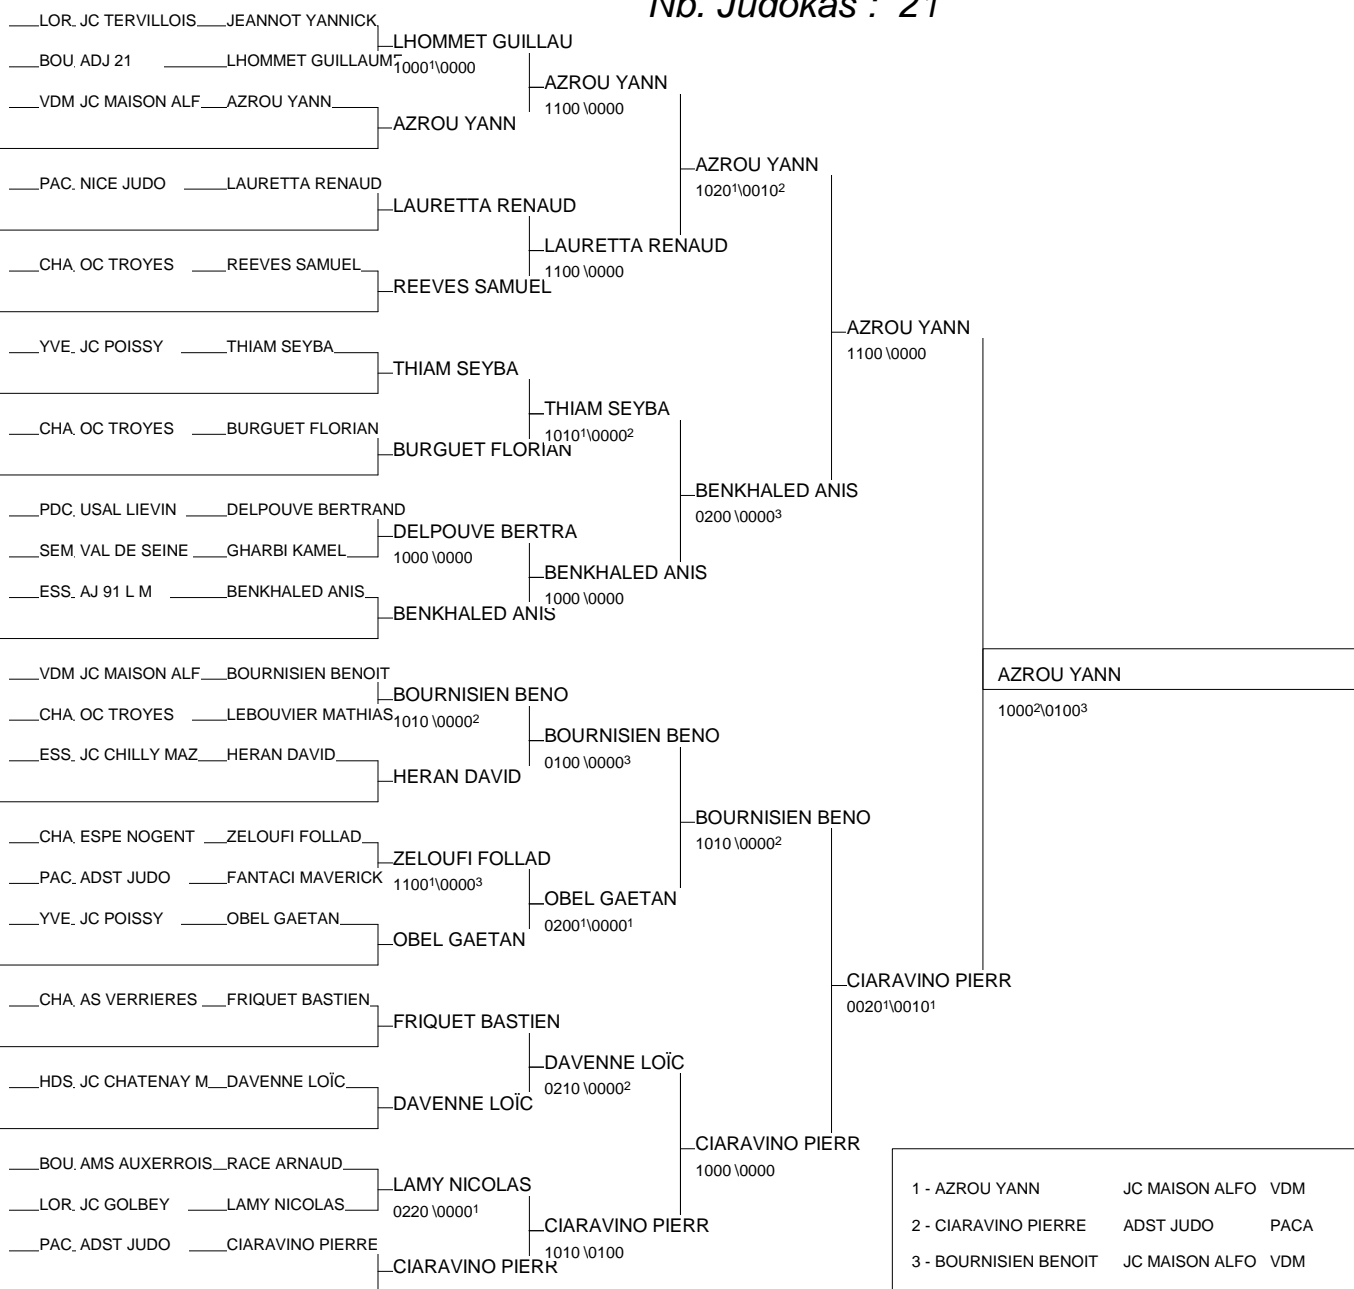 Nb. Judokas : 21
LOR JC TERVILLOIS JEANNOT YANNICK
LHOMMET GUILLAU
1000¹\0000
BOU ADJ 21 LHOMMET GUILLAUME
AZROU YANN
1100 \0000
VDM JC MAISON ALF AZROU YANN
AZROU YANN
AZROU YANN
1020¹\0010²
PAC NICE JUDO LAURETTA RENAUD
LAURETTA RENAUD
LAURETTA RENAUD
1100 \0000
CHA OC TROYES REEVES SAMUEL
REEVES SAMUEL
AZROU YANN
1100 \0000
YVE JC POISSY THIAM SEYBA
THIAM SEYBA
THIAM SEYBA
1010¹\0000²
CHA OC TROYES BURGUET FLORIAN
BURGUET FLORIAN
BENKHALED ANIS
0200 \0000³
PDC USAL LIEVIN DELPOUVE BERTRAND
DELPOUVE BERTRA
1000 \0000
SEM VAL DE SEINE GHARBI KAMEL
BENKHALED ANIS
1000 \0000
ESS AJ 91 L M BENKHALED ANIS
BENKHALED ANIS
AZROU YANN
1000²\0100³
VDM JC MAISON ALF BOURNISIEN BENOIT
BOURNISIEN BENO
1010 \0000²
CHA OC TROYES LEBOUVIER MATHIAS
BOURNISIEN BENO
0100 \0000³
ESS JC CHILLY MAZ HERAN DAVID
HERAN DAVID
BOURNISIEN BENO
1010 \0000²
CHA ESPE NOGENT ZELOUFI FOLLAD
ZELOUFI FOLLAD
1100¹\0000³
PAC ADST JUDO FANTACI MAVERICK
OBEL GAETAN
0200¹\0000¹
YVE JC POISSY OBEL GAETAN
OBEL GAETAN
CIARAVINO PIERR
0020¹\0010¹
CHA AS VERRIERES FRIQUET BASTIEN
FRIQUET BASTIEN
DAVENNE LOÏC
0210 \0000²
HDS JC CHATENAY M DAVENNE LOÏC
DAVENNE LOÏC
CIARAVINO PIERR
1000 \0000
BOU AMS AUXERROIS RACE ARNAUD
LAMY NICOLAS
0220 \0000¹
LOR JC GOLBEY LAMY NICOLAS
CIARAVINO PIERR
1010 \0100
PAC ADST JUDO CIARAVINO PIERRE
CIARAVINO PIERR
1 - AZROU YANN JC MAISON ALFO VDM
2 - CIARAVINO PIERRE ADST JUDO PACA
3 - BOURNISIEN BENOIT JC MAISON ALFO VDM